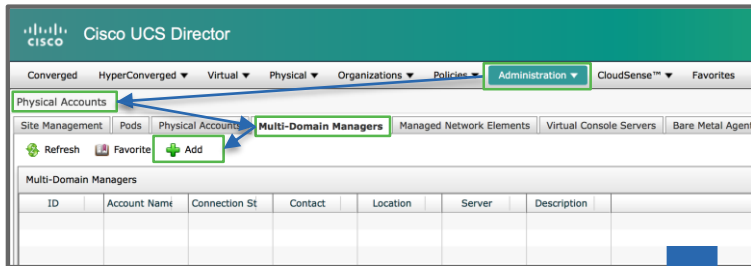 CISCO Cisco UCS Director
Converged HyperConverged Virtual Physical Organizations Policies Administration CloudSense™ Favorites
Physical Accounts
Site Management Pods Physical Accounts Multi-Domain Managers Managed Network Elements Virtual Console Servers Bare Metal Agent
Refresh Favorite Add
Multi-Domain Managers
ID Account Name Connection St Contact Location Server Description